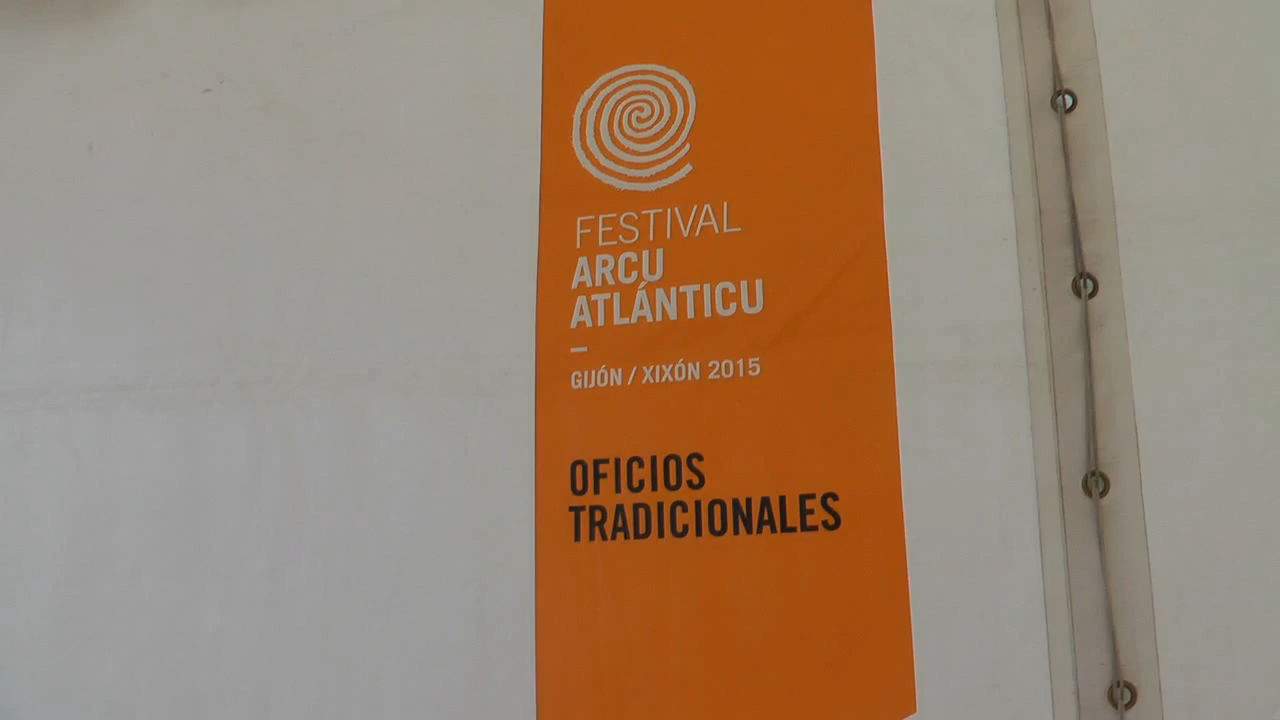 FESTIVAL
ARCU
ATLÁNTICU
–
GIJÓN / XIXÓN 2015
OFICIOS
TRADICIONALES